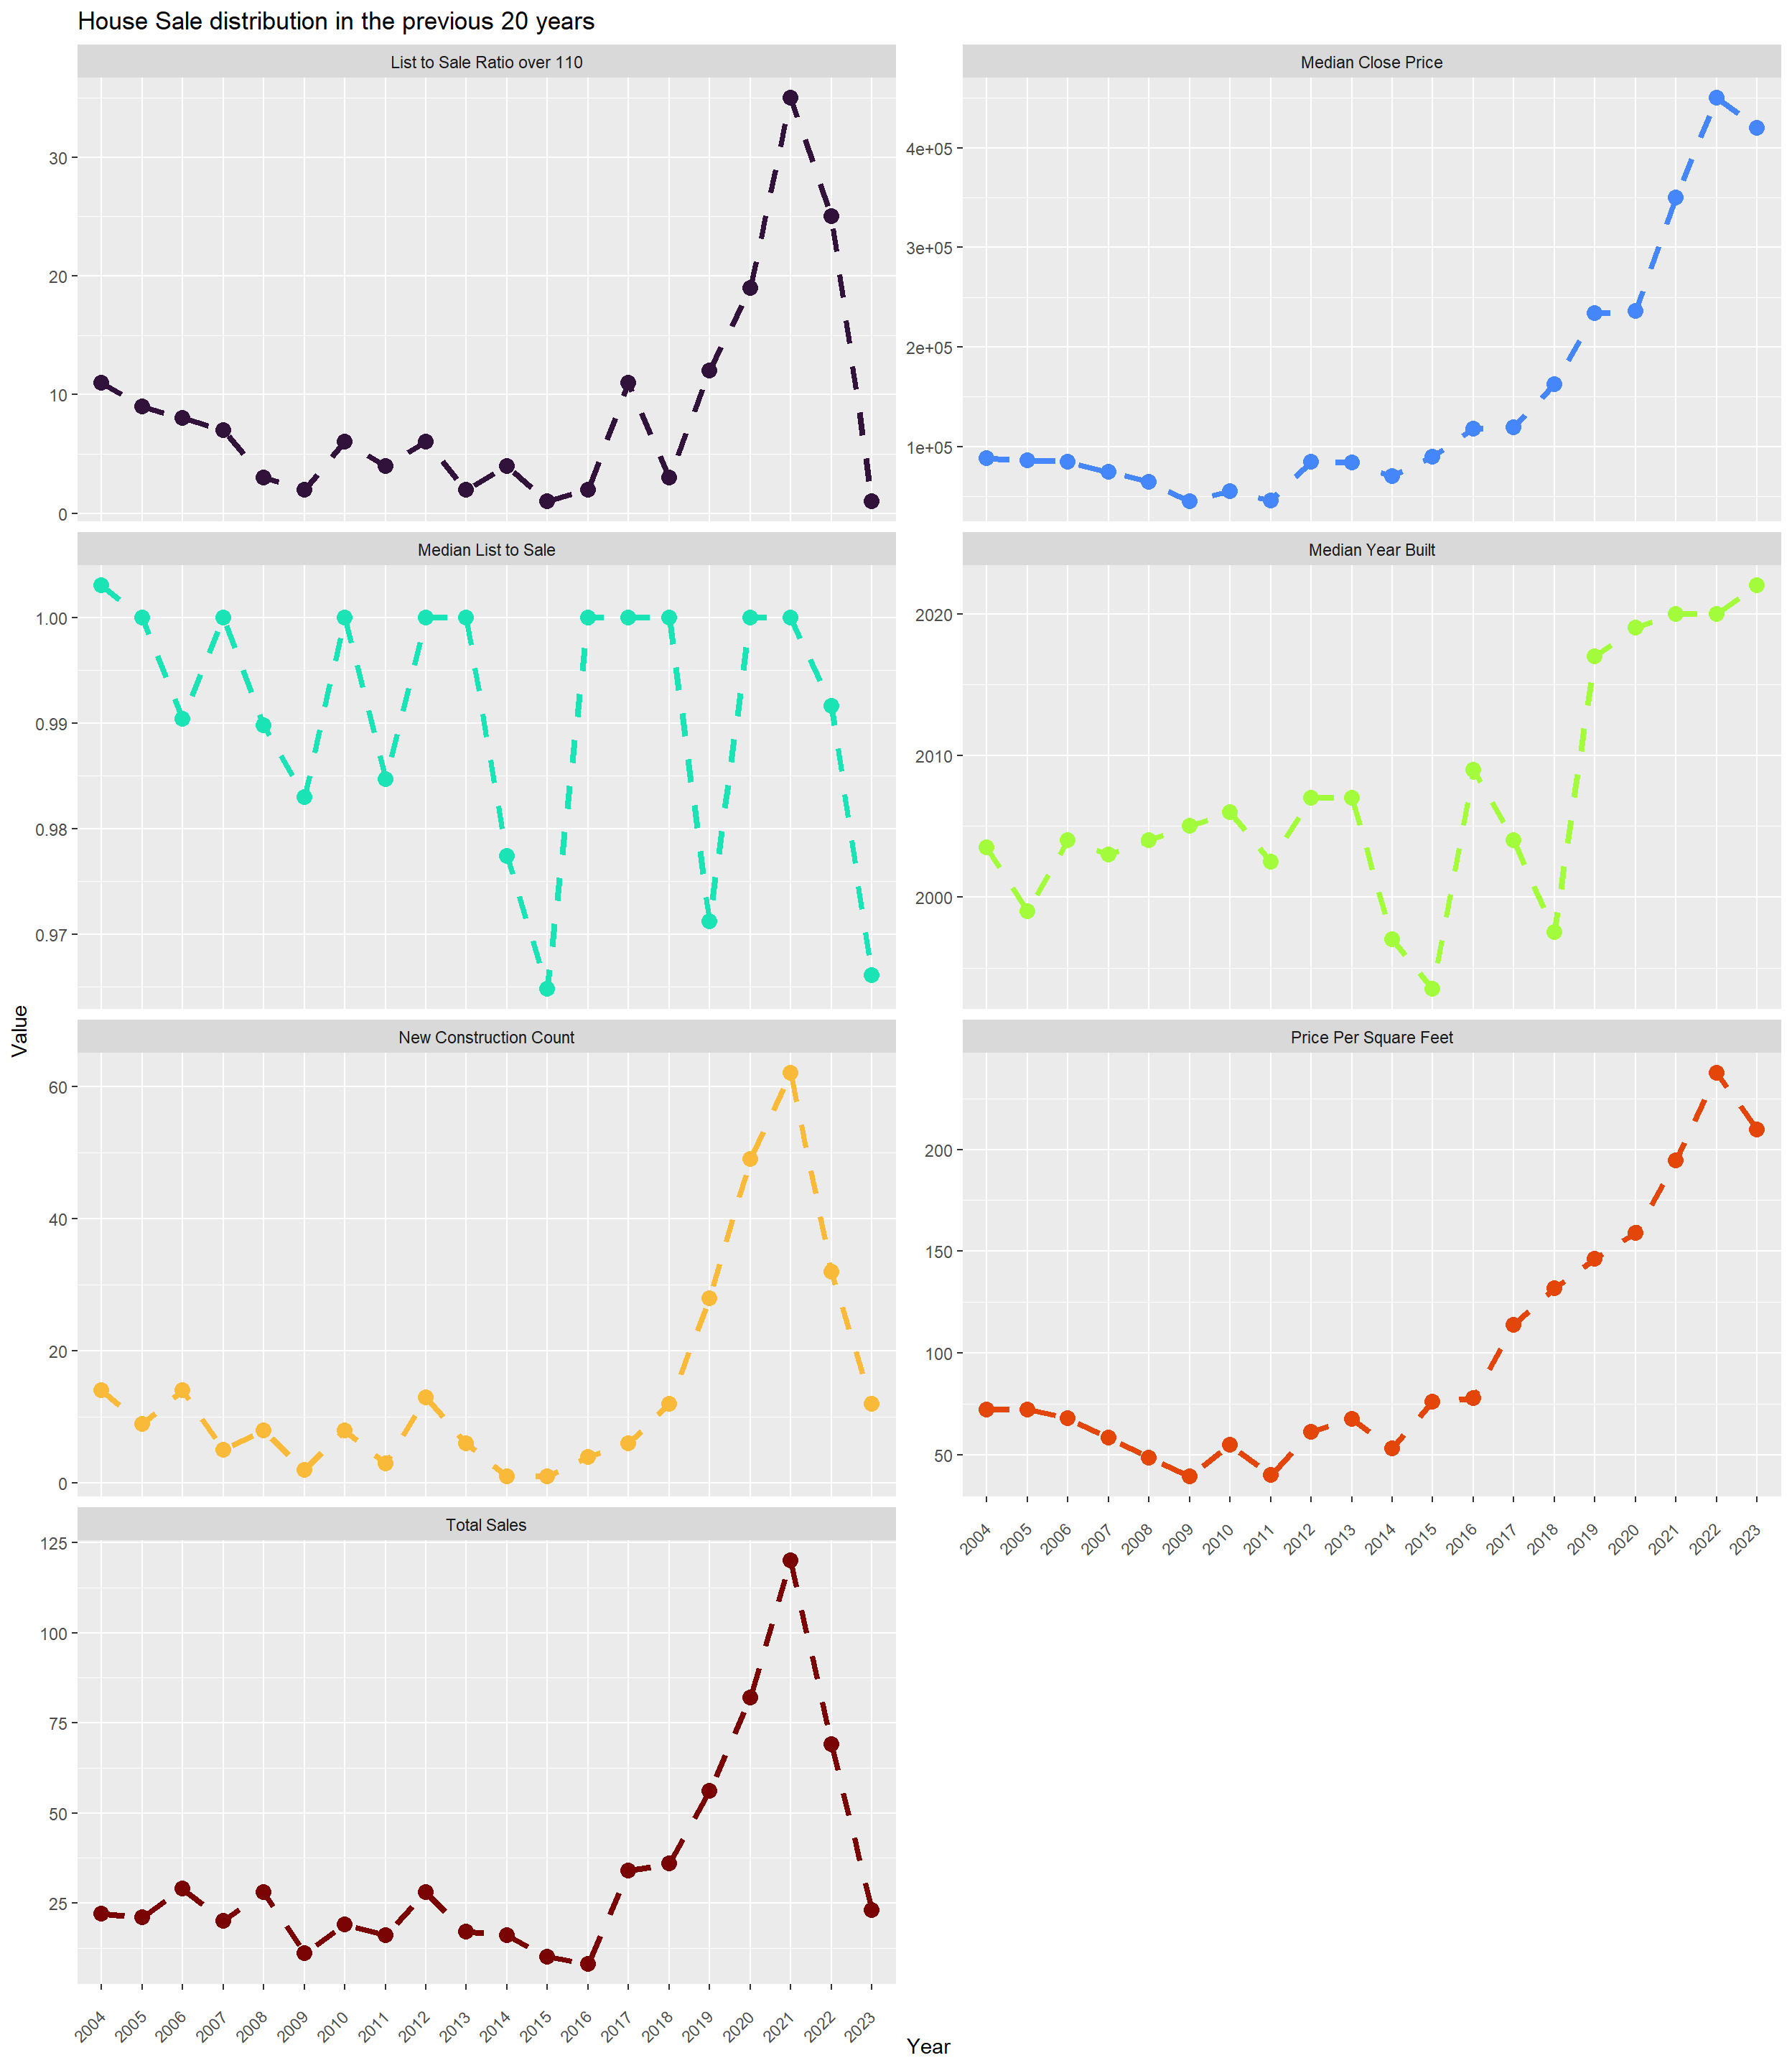 House Sale distribution in the previous 20 years
List to Sale Ratio over 110
30
20
10
0
Median Close Price
4e+05
3e+05
2e+05
1e+05
Median List to Sale
1.00
0.99
0.98
0.97
Median Year Built
2020
2010
2000
Value
New Construction Count
60
40
20
0
Price Per Square Feet
200
150
100
50
2004 2005 2006 2007 2008 2009 2010 2011 2012 2013 2014 2015 2016 2017 2018 2019 2020 2021 2022 2023
Total Sales
125
100
75
50
25
2004 2005 2006 2007 2008 2009 2010 2011 2012 2013 2014 2015 2016 2017 2018 2019 2020 2021 2022 2023
Year